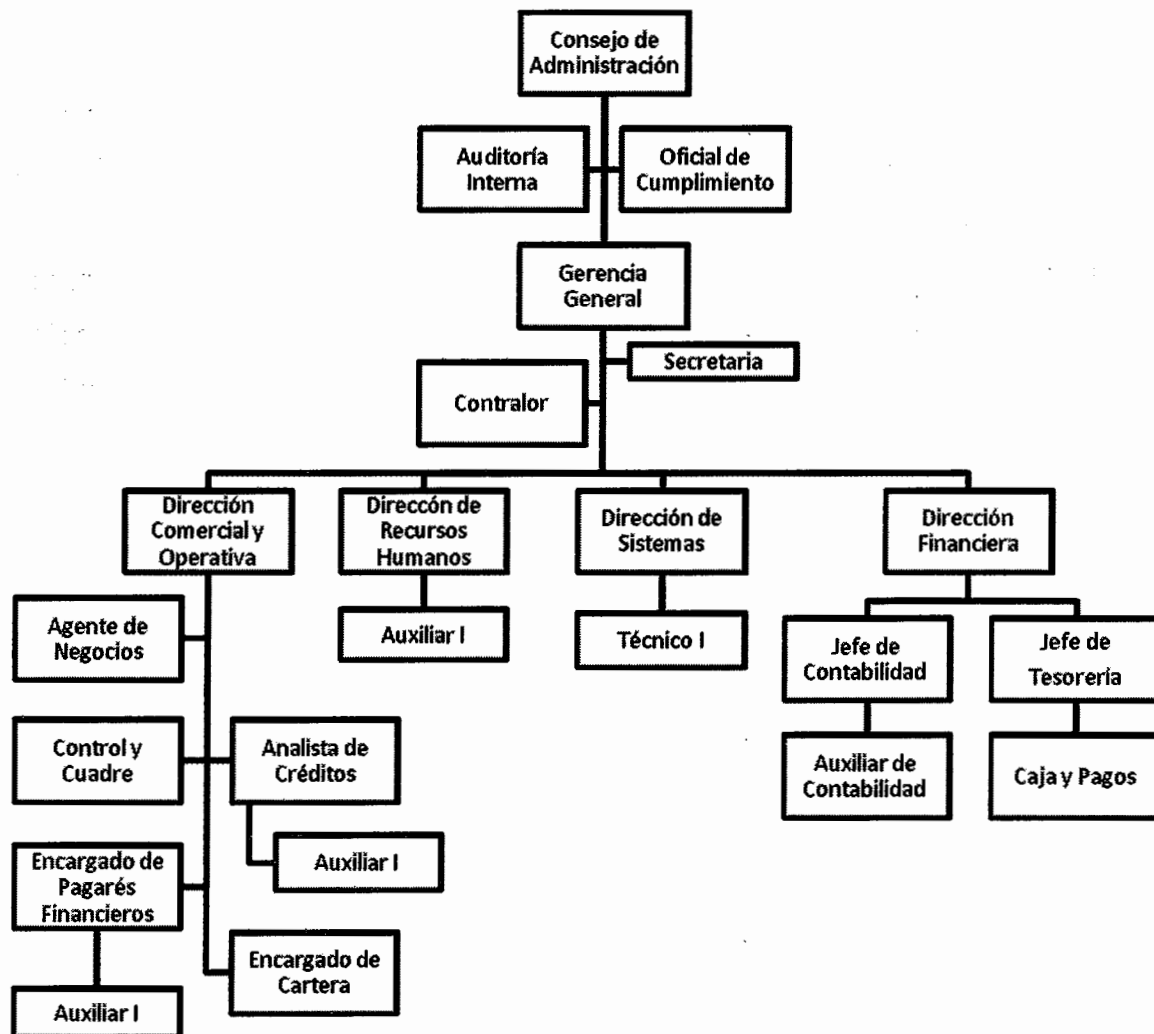 Consejo de
Administración
Auditoría
Interna
Oficial de
Cumplimiento
Gerencia
General
Secretaria
Contralor
Dirección
Comercial y
Operativa
Direccón de
Recursos
Humanos
Dirección de
Sistemas
Dirección
Financiera
Agente de
Negocios
Auxiliar I
Técnico I
Jefe de
Contabilidad
Jefe de
Tesorería
Control y
Cuadre
Analista de
Créditos
Auxiliar de
Contabilidad
Caja y Pagos
Encargado de
Pagarés
Financieros
Auxiliar I
Encargado de
Cartera
Auxiliar I